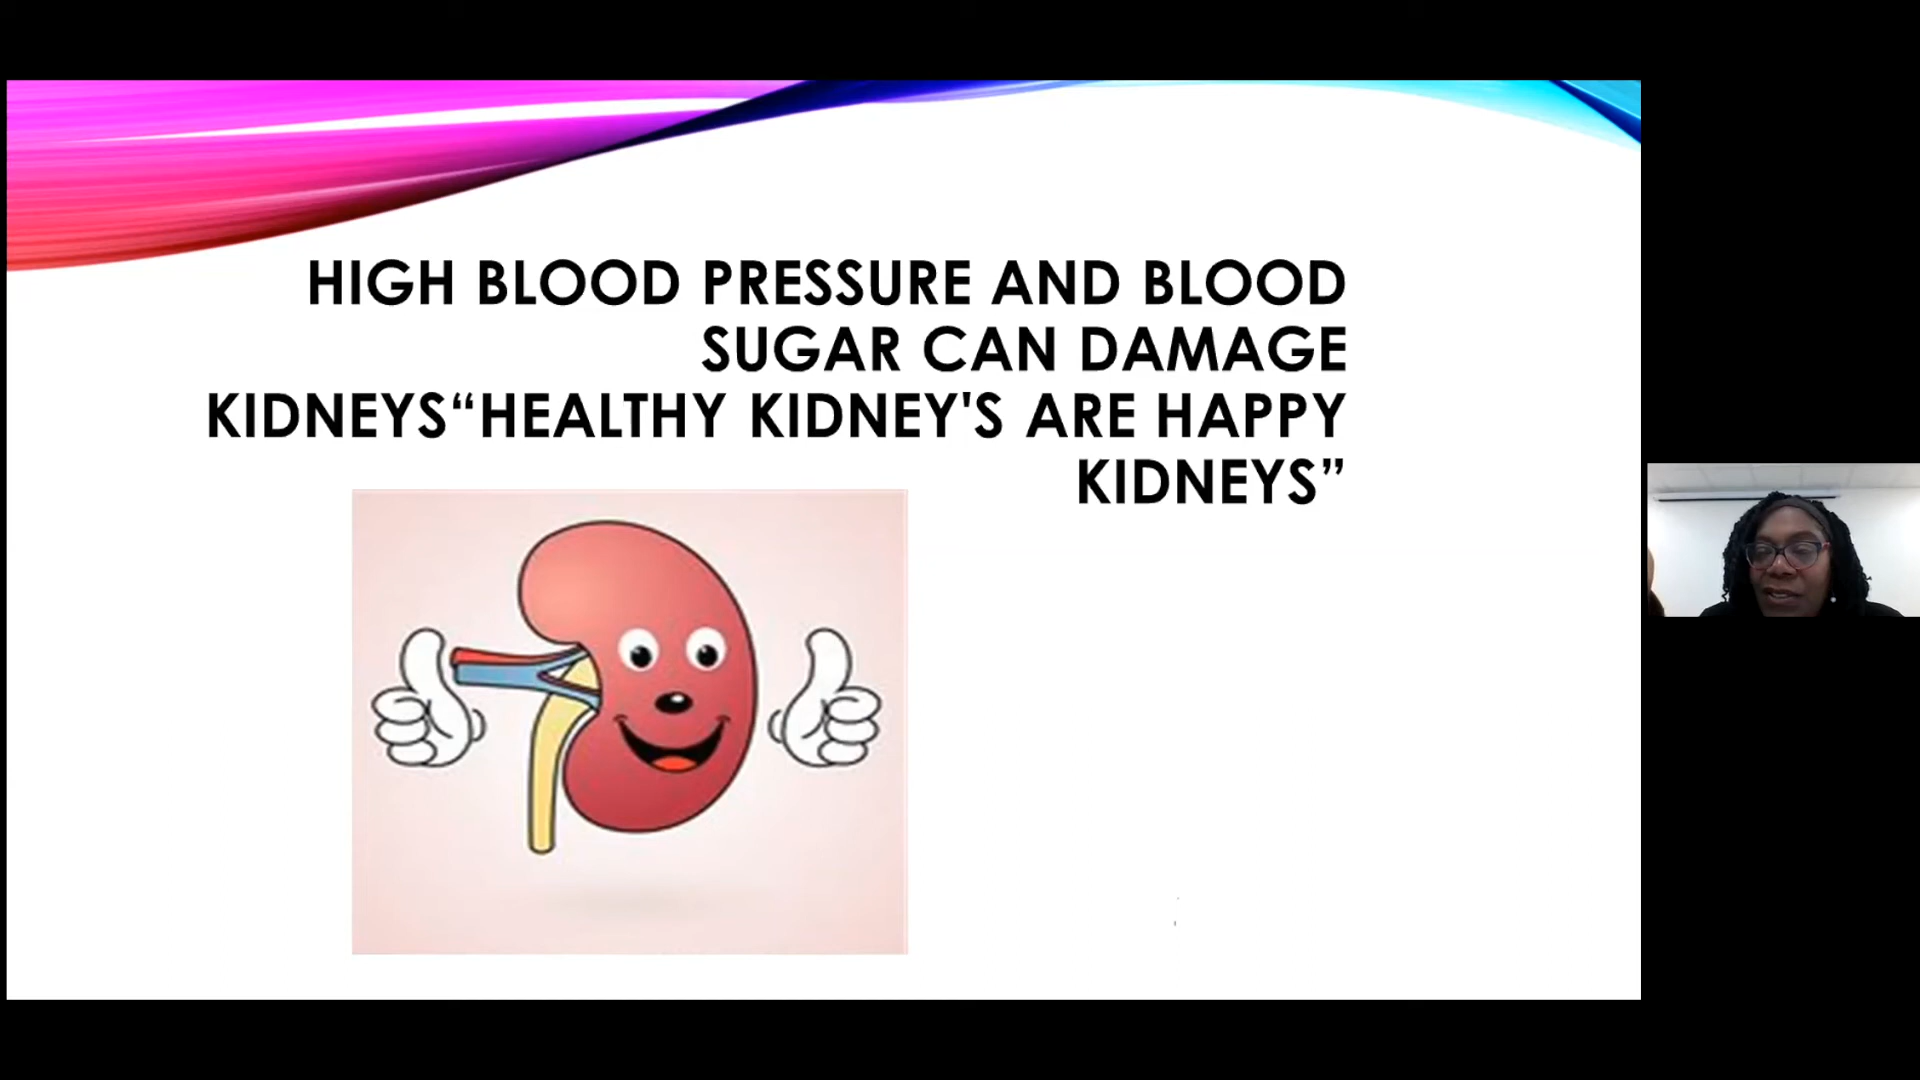 HIGH BLOOD PRESSURE AND BLOOD
SUGAR CAN DAMAGE
KIDNEYS“HEALTHY KIDNEY'S ARE HAPPY
KIDNEYS”